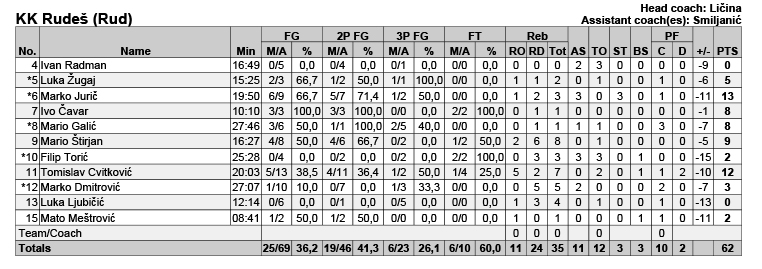 KK Rudeš (Rud)
Head coach: Ličina
Assistant coach(es): Smiljanić
FG 2P FG 3P FG FT Reb PF
No. Name Min M/A % M/A % M/A % M/A % RO RD Tot AS TO ST BS C D +/- PTS
4 Ivan Radman 16:49 0/5 0,0 0/4 0,0 0/1 0,0 0/0 0,0 0 0 0 2 3 0 0 0 0 -9 0
*5 Luka Žugaj 15:25 2/3 66,7 1/2 50,0 1/1 100,0 0/0 0,0 1 1 2 0 1 0 0 1 0 -6 5
*6 Marko Jurič 19:50 6/9 66,7 5/7 71,4 1/2 50,0 0/0 0,0 1 2 3 3 0 3 0 0 0 -11 13
7 Ivo Čavar 10:10 3/3 100,0 3/3 100,0 0/0 0,0 2/2 100,0 0 0 0 0 0 0 0 0 0 -1 8
*8 Mario Galić 27:46 3/6 50,0 1/1 100,0 2/5 40,0 0/0 0,0 0 1 1 1 1 0 0 3 0 -7 8
9 Mario Štirjan 16:27 4/8 50,0 4/6 66,7 0/2 0,0 1/2 50,0 2 6 8 0 0 0 -5 9
*10 Filip Torić 25:28 0/4 0,0 0/2 0,0 0/2 0,0 2/2 100,0 0 3 3 3 3 0 1 0 0 -15 2
11 Tomislav Cvitković 20:03 5/13 38,5 4/11 36,4 1/2 50,0 1/4 25,0 5 2 7 0 2 0 0 1 2 -10 12
*12 Marko Dmitrović 27:07 1/10 10,0 0/7 0,0 1/3 33,3 0/0 0,0 0 5 5 2 0 0 0 -7 3
13 Luka Ljubičić 12:14 0/6 0,0 0/1 0,0 0/5 0,0 0/0 0,0 1 3 4 0 1 0 0 -13 0
15 Mato Meštrović 08:41 1/2 50,0 1/2 50,0 0/0 0,0 0/0 0,0 1 0 1 0 1 0 1 -11 2
Team/Coach 0 0 0 0 0
Totals 25/69 36,2 19/46 41,3 6/23 26,1 6/10 60,0 11 24 35 11 12 3 3 10 2 62